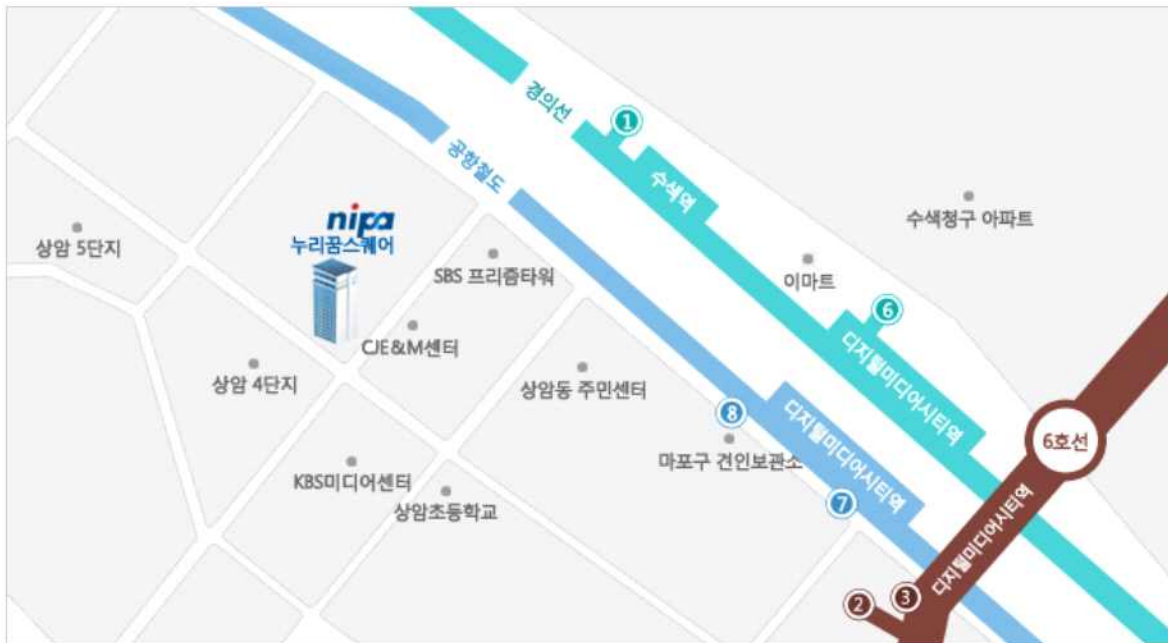 경의선
1
수색역
공항철도
수색청구 아파트
nipa
누리꿈스퀘어
상암 5단지
SBS 프리즘타워
이마트
6
디지털미디어시티역
CJE&M센터
상암 4단지
상암동 주민센터
8
디지털미디어시티역
6호선
마포구 견인보관소
KBS미디어센터
상암초등학교
7
디지털미디어시티역
2
3